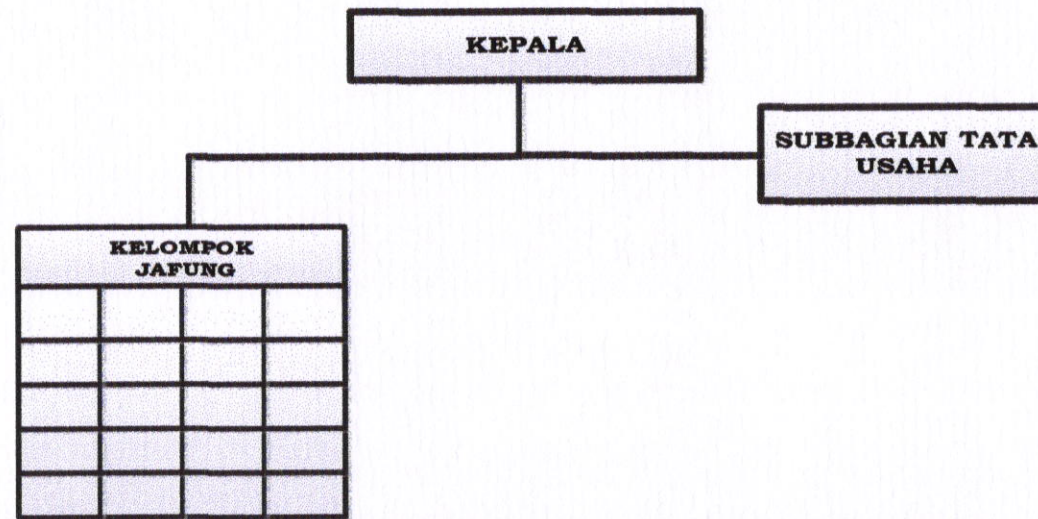 KEPALA
SUBBAGIAN TATA
USAHA
KELOMPOK
JAFUNG